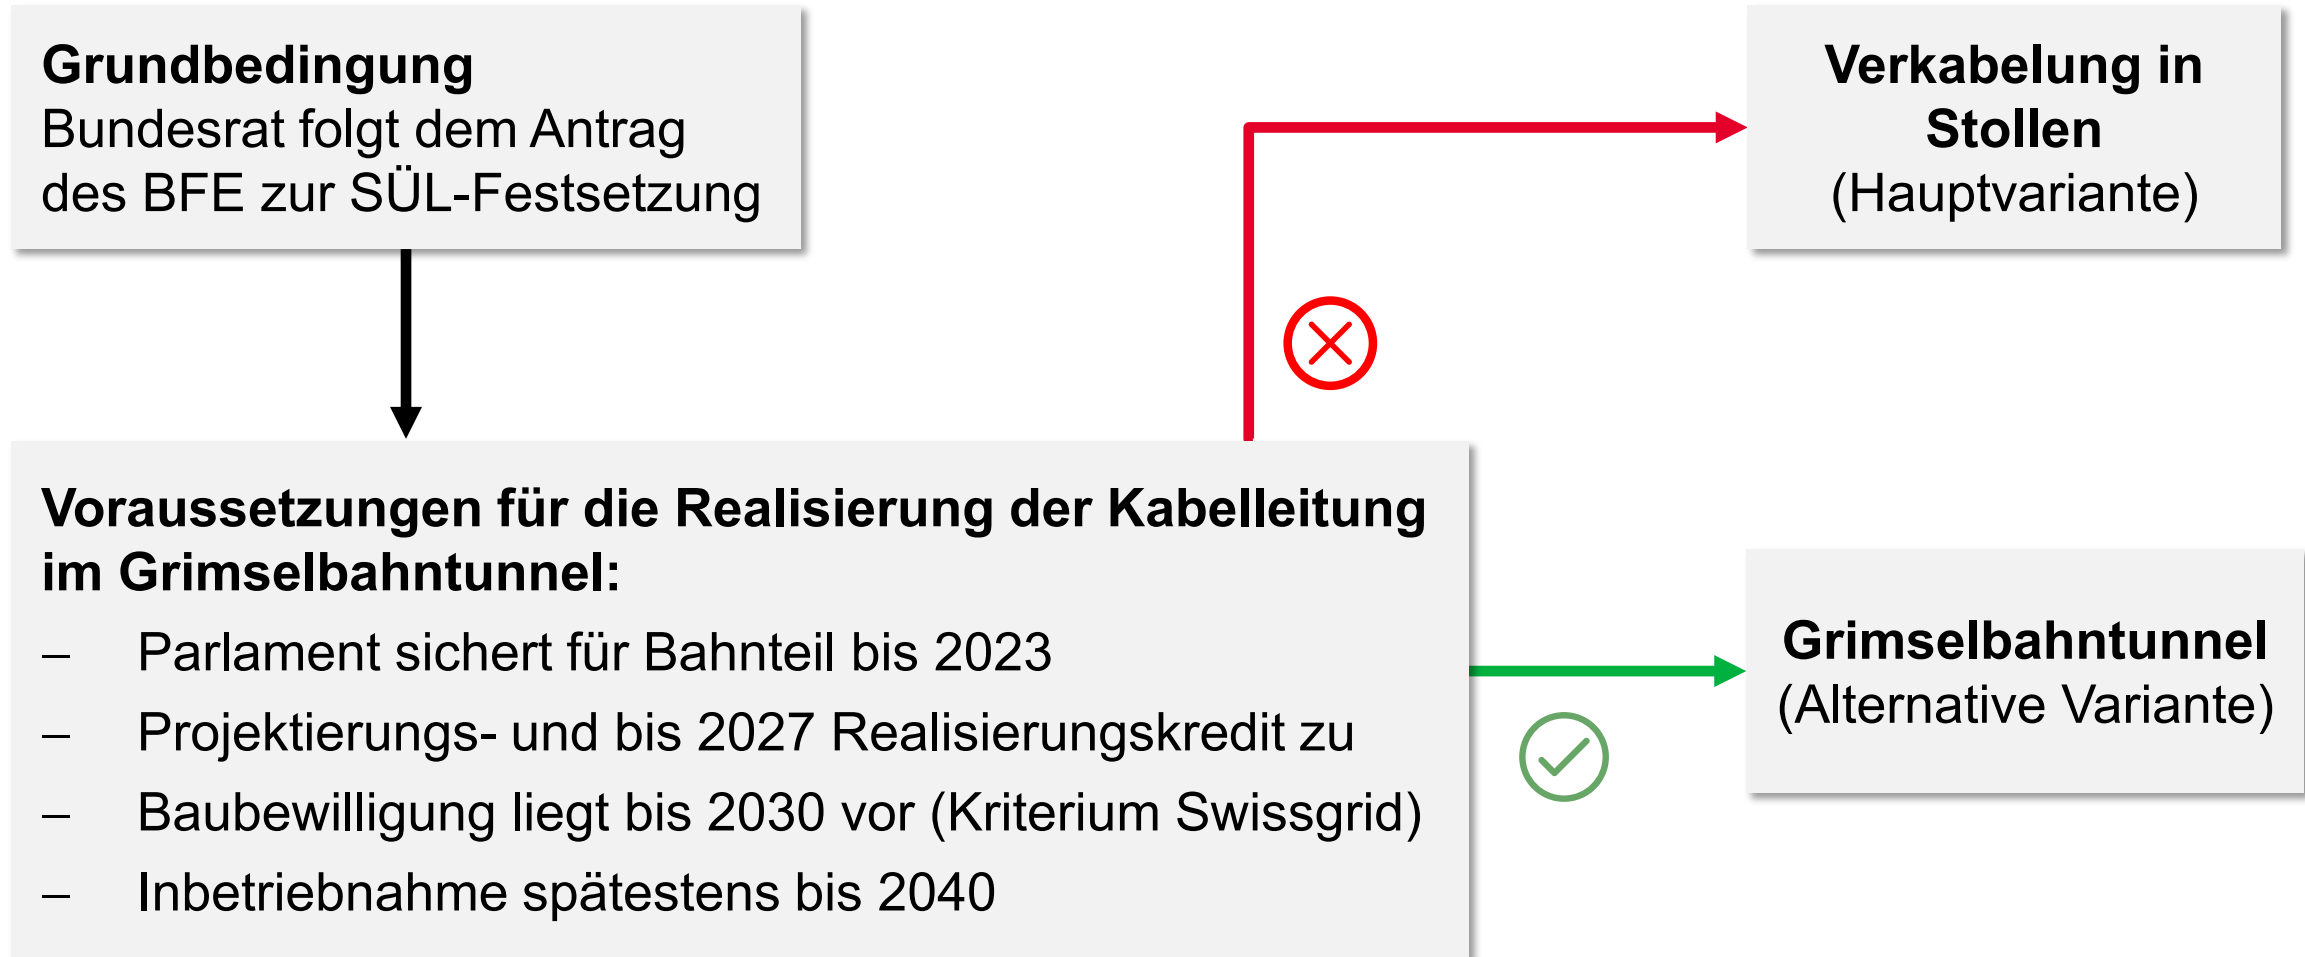 Grundbedingung
Bundesrat folgt dem Antrag
des BFE zur SÜL-Festsetzung
Verkabelung in
Stollen
(Hauptvariante)
Voraussetzungen für die Realisierung der Kabelleitung
im Grimselbahntunnel:
– Parlament sichert für Bahnteil bis 2023
– Projektierungs- und bis 2027 Realisierungskredit zu
– Baubewilligung liegt bis 2030 vor (Kriterium Swissgrid)
– Inbetriebnahme spätestens bis 2040
Grimselbahntunnel
(Alternative Variante)